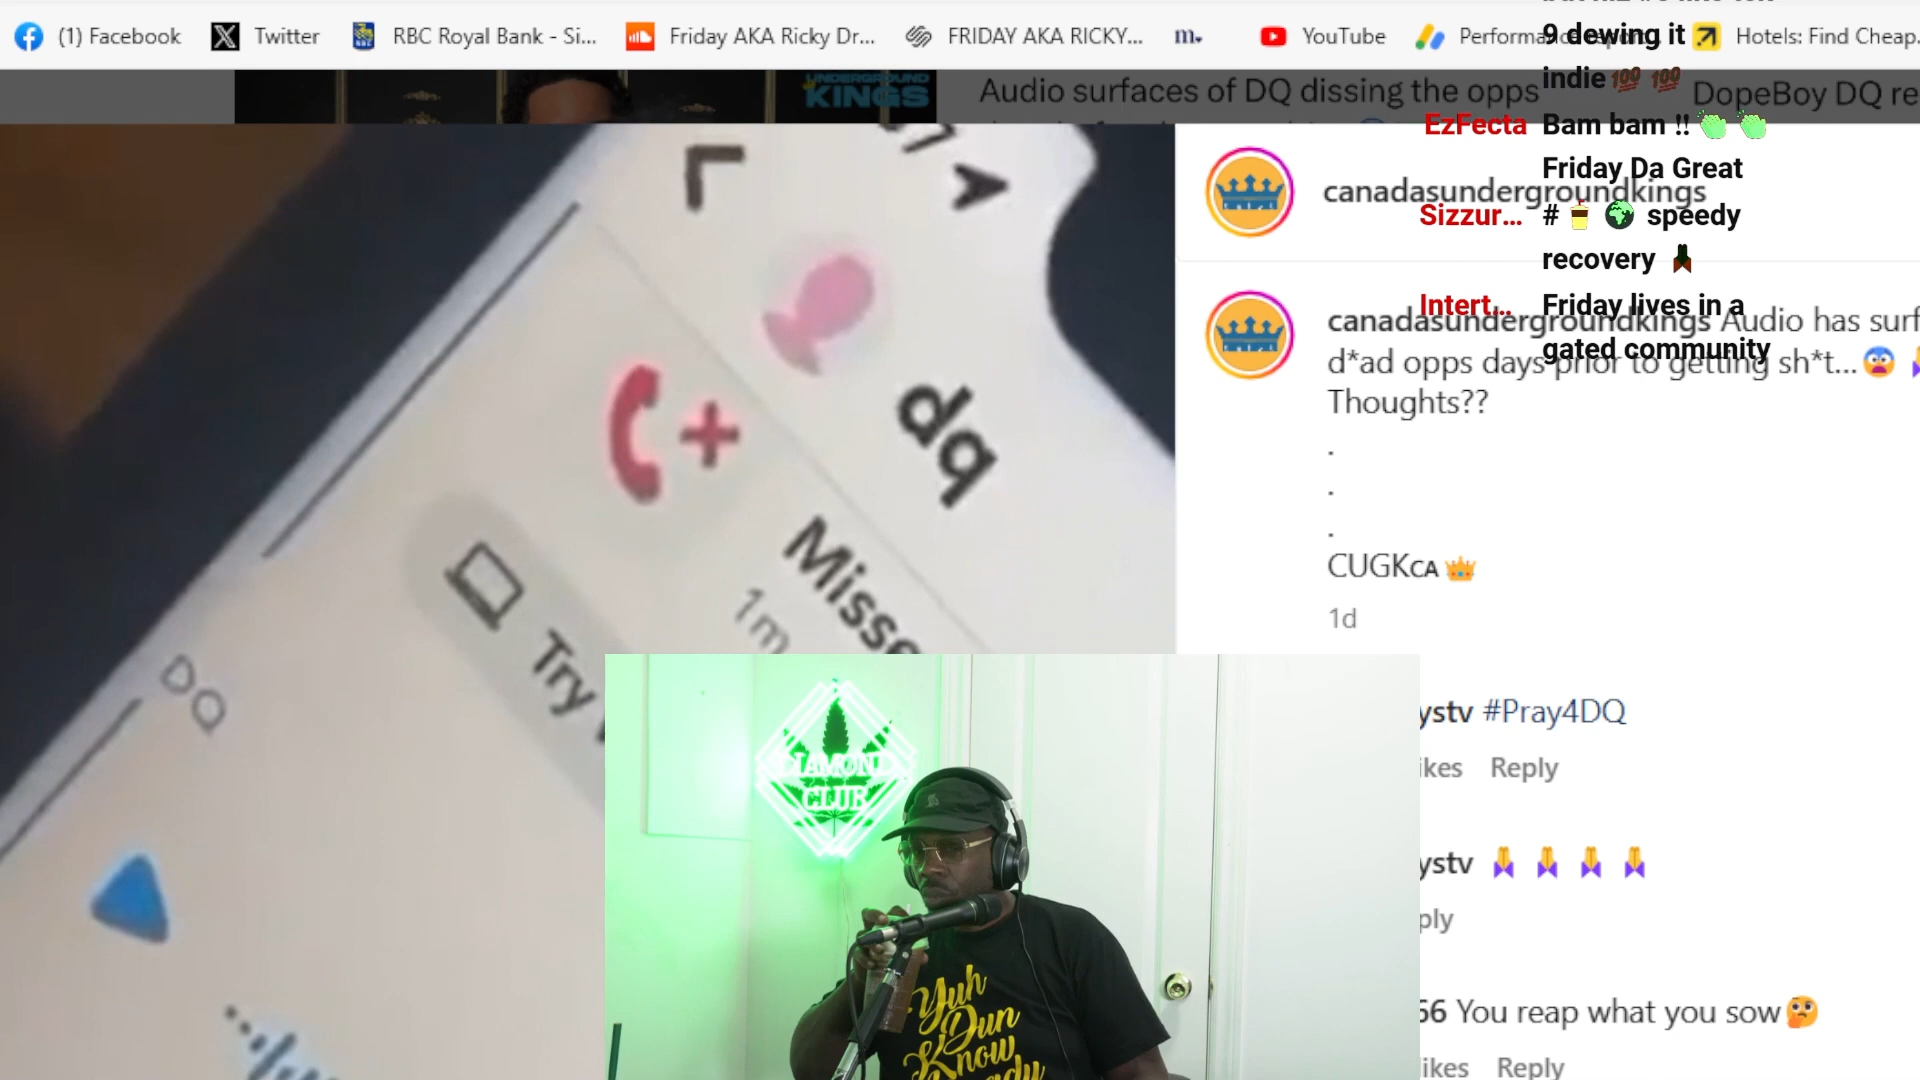 (1) Facebook
Twitter
RBC Royal Bank - Si...
Friday AKA Ricky Dr...
FRIDAY AKA RICKY...
m.
YouTube
Hotels: Find Cheap.
9 dewing it
indie 💯 💯
UNDERGROUND
KINGS
Audio surfaces of DQ dissing the opps
DopeBoy DQ re
EzFecta Bam bam !! 👏 👏
Friday Da Great
canadasundergroundkings
Sizzur... # 🧋 🌍 speedy
recovery 🙏
Intert... Friday lives in a
gated community
canadasundergroundkings Audio has surf
d*ad opps days prior to getting sh*t...😨
Thoughts??
.
.
.
CUGKCA 👑
1d
dq
Misse
1m
Try
DQ
DIAMOND
CLUB
ystv #Pray4DQ
ikes Reply
ystv 🙏 🙏 🙏 🙏
ply
66 You reap what you sow🤔
ikes Reply
Yuh
Dun
Know